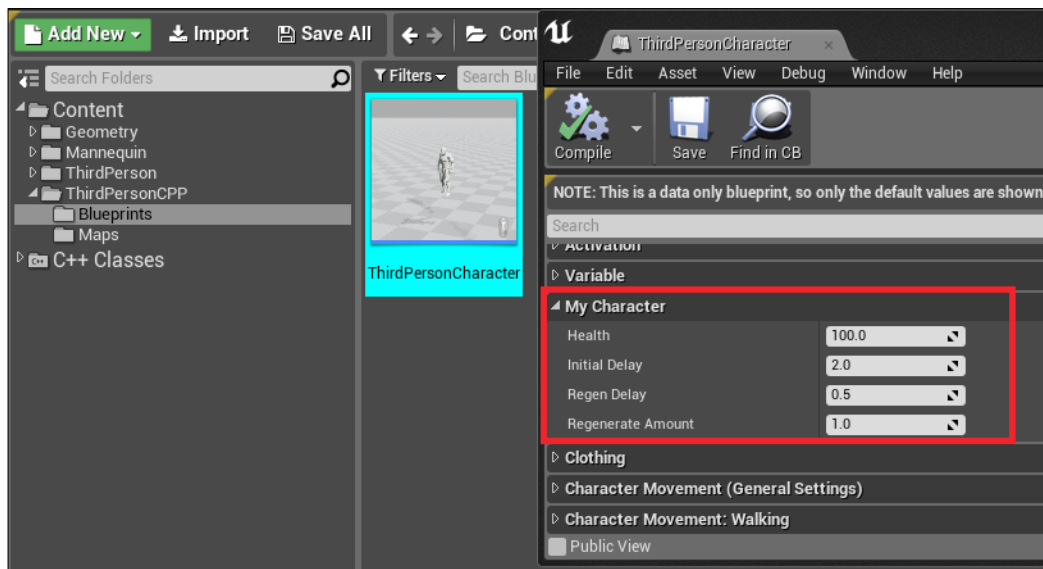 Add New Import Save All Cont
Search Folders
Content
Geometry
Mannequin
ThirdPerson
ThirdPersonCPP
Blueprints
Maps
C++ Classes
Filters Search Blu
ThirdPersonCharacter
ThirdPersonCharacter
File Edit Asset View Debug Window Help
Compile Save Find in CB
NOTE: This is a data only blueprint, so only the default values are shown
Search
Activation
Variable
My Character
Health 100.0
Initial Delay 2.0
Regen Delay 0.5
Regenerate Amount 1.0
Clothing
Character Movement (General Settings)
Character Movement: Walking
Public View